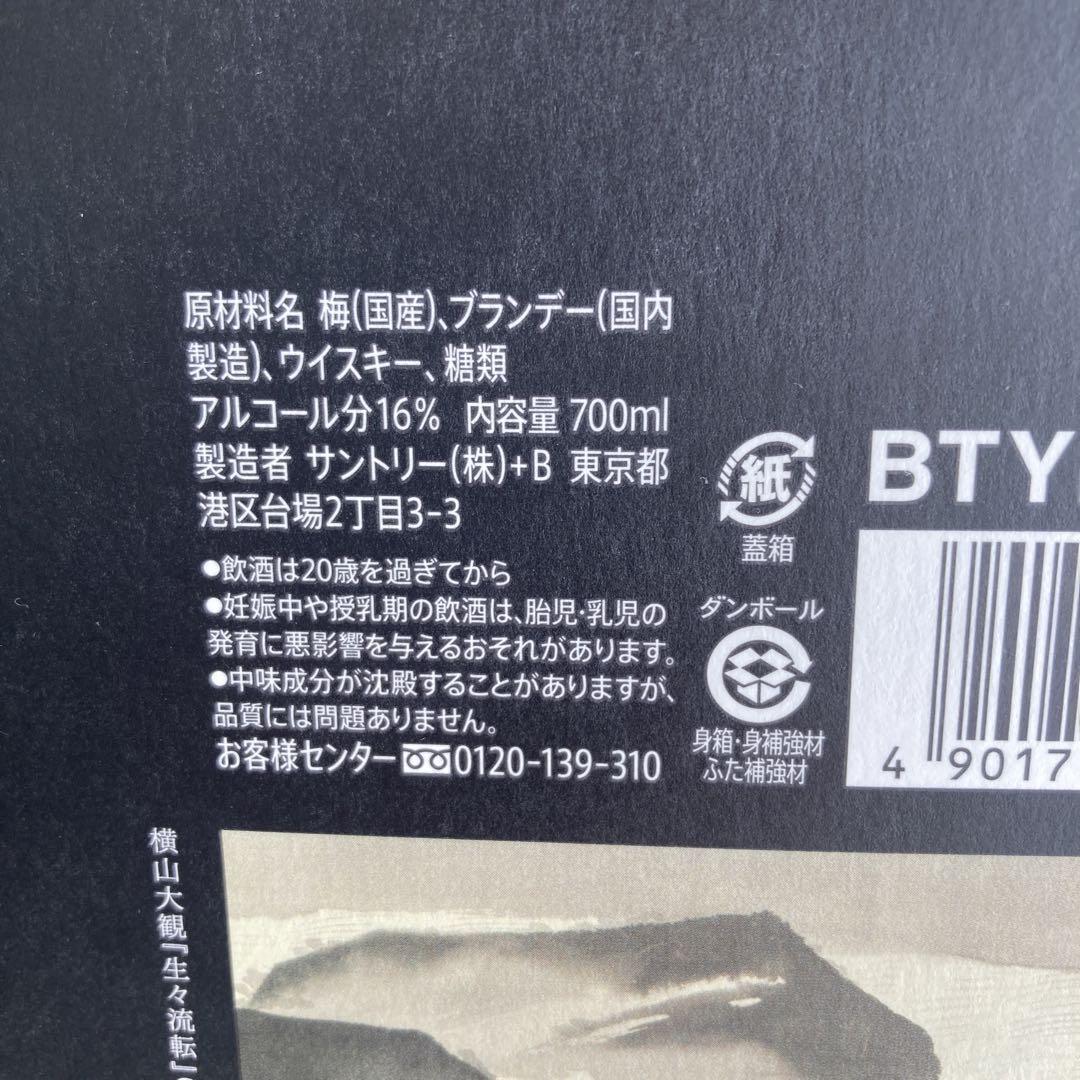 原材料名 梅(国産)、ブランデー(国内
製造)、ウイスキー、糖類
アルコール分16% 内容量 700ml
製造者 サントリー(株)+B 東京都
港区台場2丁目3-3
●飲酒は20歳を過ぎてから
●妊娠中や授乳期の飲酒は、胎児・乳児の
発育に悪影響を与えるおそれがあります。
●中味成分が沈殿することがありますが、
品質には問題ありません。
お客様センター 0120-139-310
紙
蓋箱
ダンボール
身箱・身補強材
ふた補強材
BTY
4 9017
横山大観『生々流転』